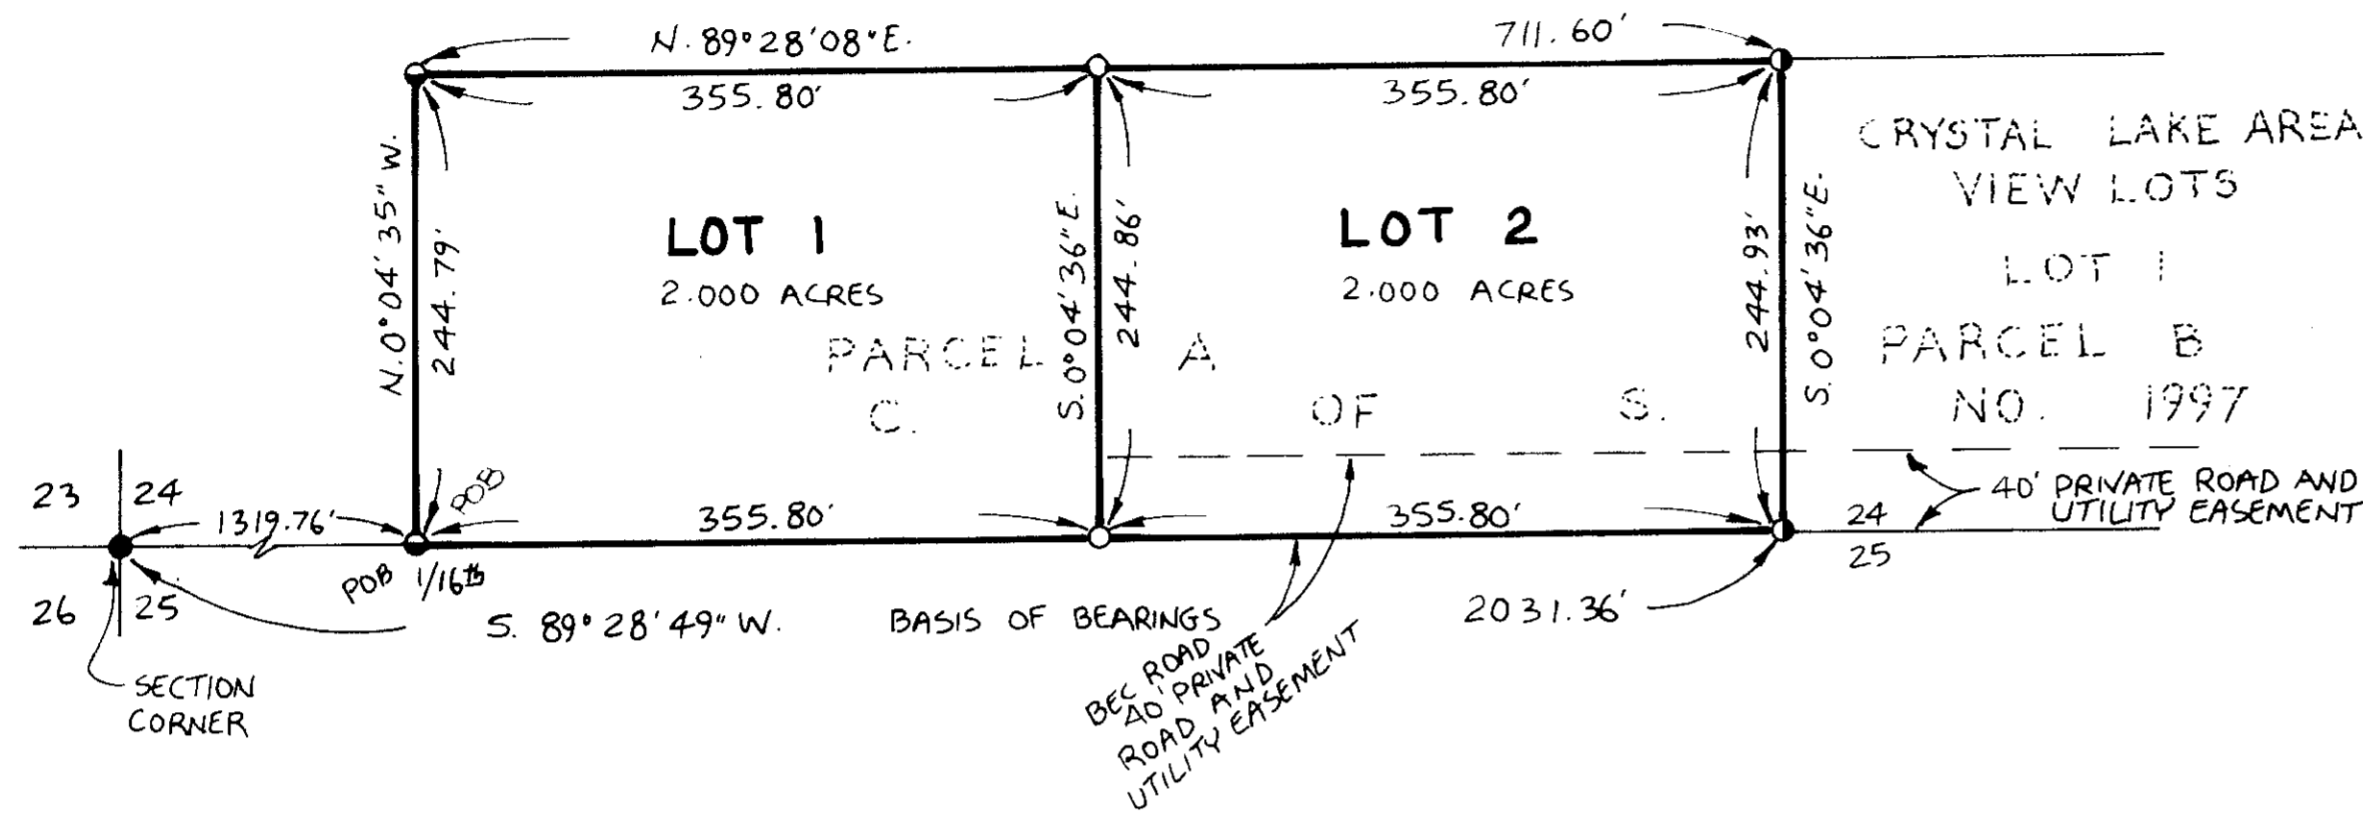 N. 89°28'08"E.
711.60'
355.80'
355.80'
N.0°04'35" W.
244.79'
LOT 1
2.000 ACRES
S.0°04'36"E.
244.86'
LOT 2
2.000 ACRES
244.93'
S.0°04'36"E.
CRYSTAL LAKE AREA
VIEW LOTS
LOT 1
PARCEL A
PARCEL B
C. OF S. NO. 1997
23 24
1319.76'
26 25
POB
355.80'
355.80'
24
25
40' PRIVATE ROAD AND
UTILITY EASEMENT
POB 1/16th
S. 89°28'49" W.
BASIS OF BEARINGS
2031.36'
SECTION
CORNER
BEC ROAD
40' PRIVATE
ROAD AND
UTILITY EASEMENT